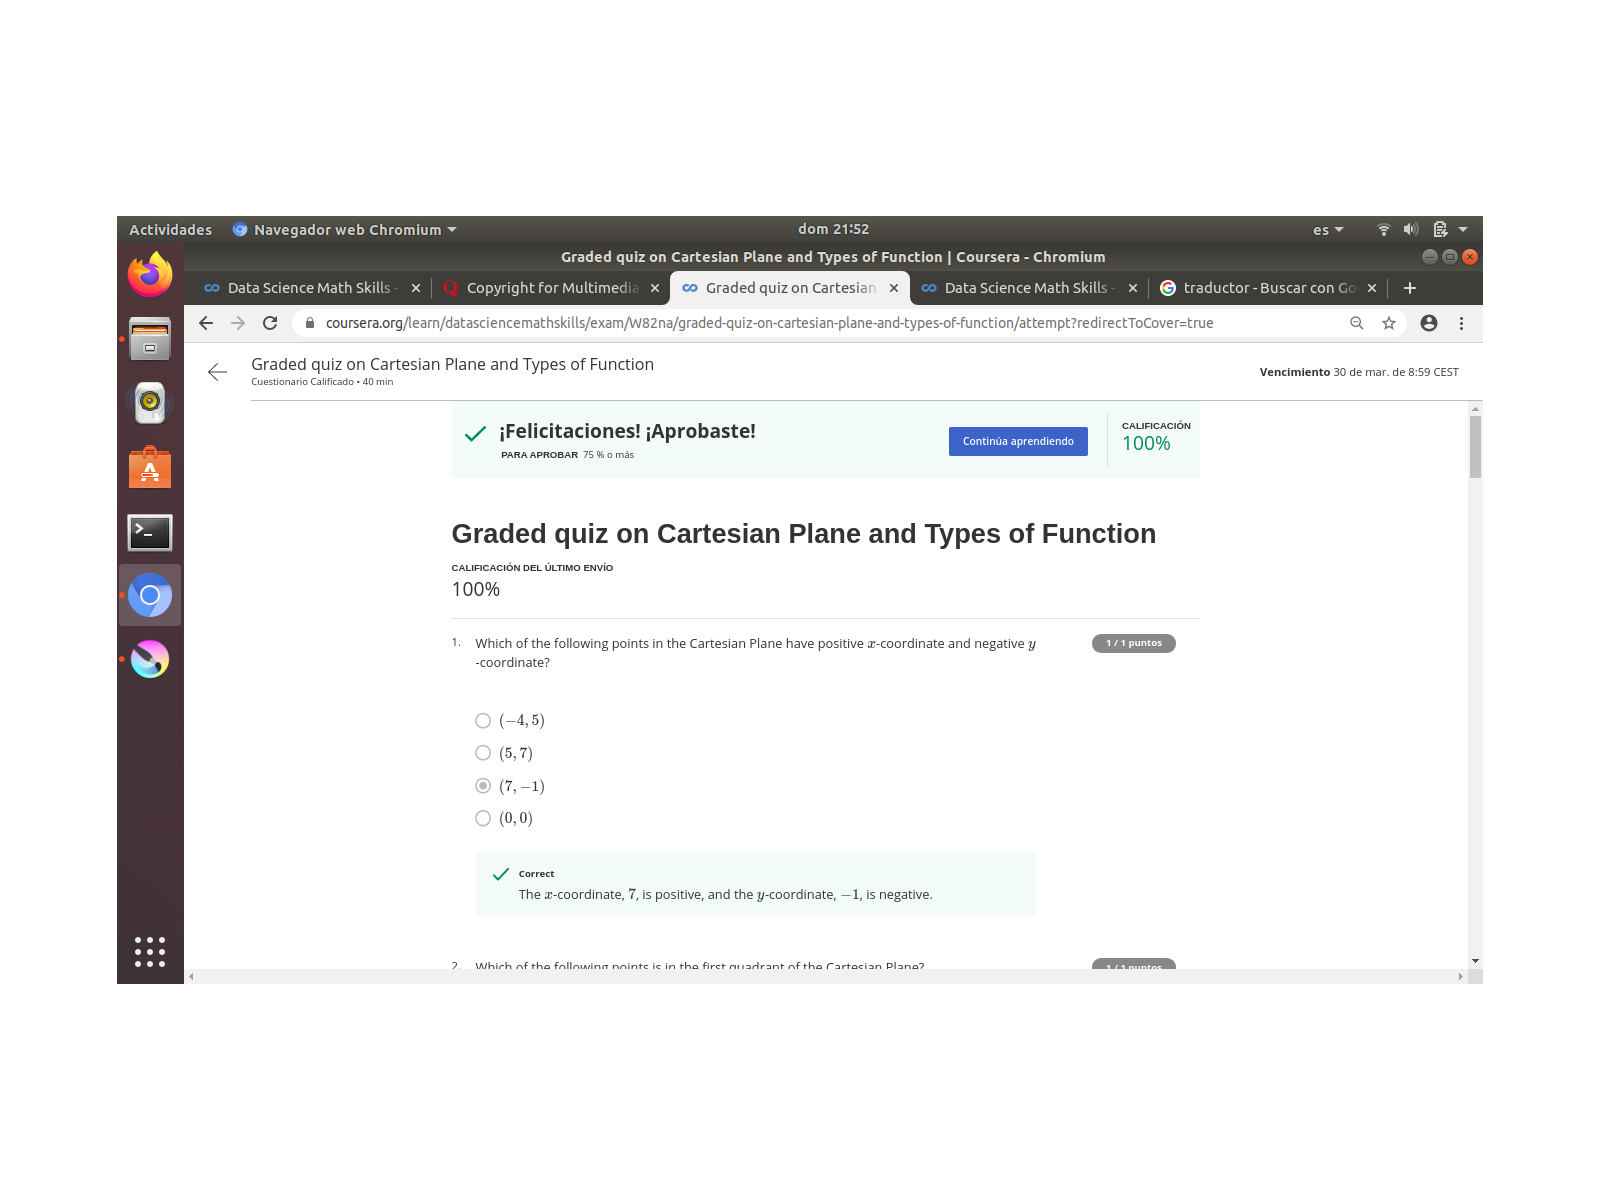 Actividades Navegador web Chromium dom 21:52 es
Graded quiz on Cartesian Plane and Types of Function | Coursera - Chromium
Data Science Math Skills - Copyright for Multimedia Graded quiz on Cartesian Data Science Math Skills - traductor - Buscar con Go
coursera.org/learn/datasciencemathskills/exam/W82na/graded-quiz-on-cartesian-plane-and-types-of-function/attempt?redirectToCover=true
Graded quiz on Cartesian Plane and Types of Function
Cuestionario Calificado • 40 min
Vencimiento 30 de mar. de 8:59 CEST
¡Felicitaciones! ¡Aprobaste!
PARA APROBAR 75 % o más
Continúa aprendiendo
CALIFICACIÓN
100%
Graded quiz on Cartesian Plane and Types of Function
CALIFICACIÓN DEL ÚLTIMO ENVÍO
100%
1. Which of the following points in the Cartesian Plane have positive x-coordinate and negative y
-coordinate?
1 / 1 puntos
(−4, 5)
(5, 7)
(7, −1)
(0, 0)
Correct
The x-coordinate, 7, is positive, and the y-coordinate, −1, is negative.
2. Which of the following points is in the first quadrant of the Cartesian Plane?
1 / 1 puntos